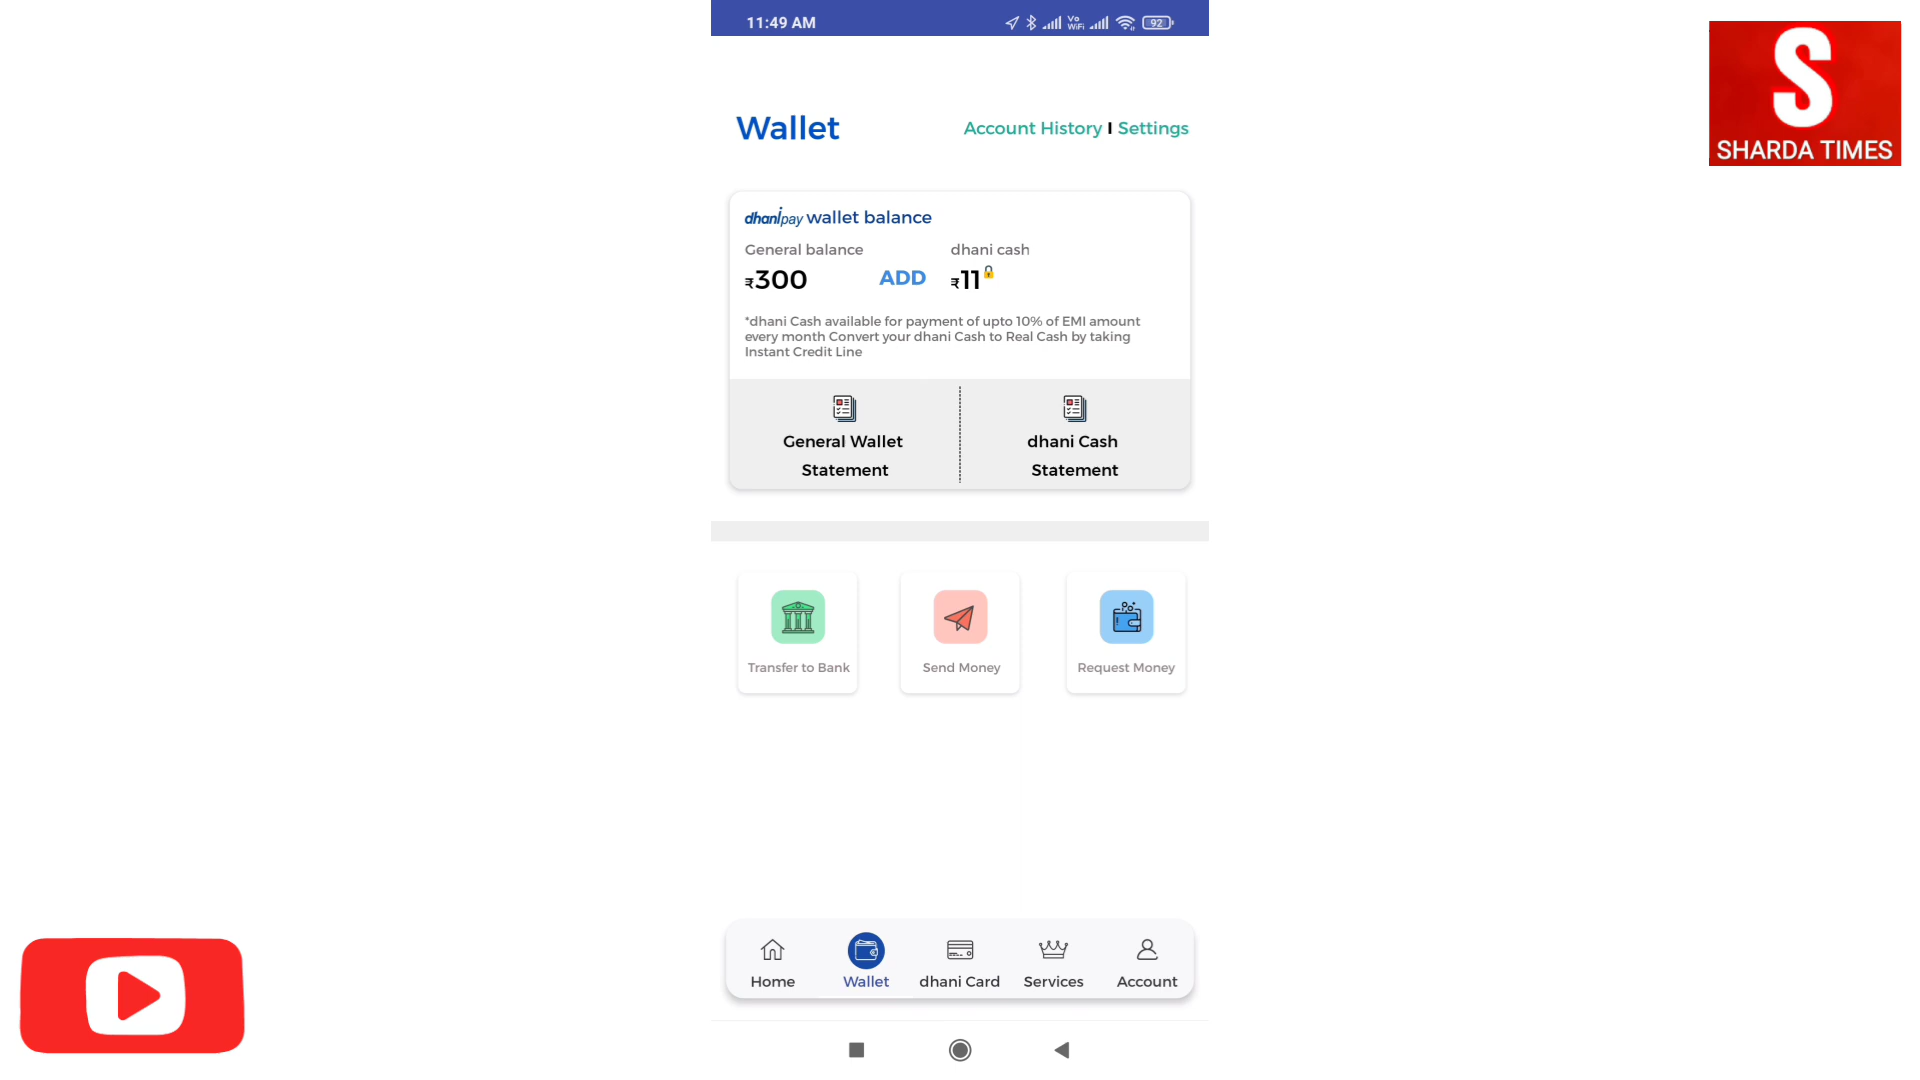 11:49 AM
Vo
WiFi
92
SHARDA TIMES
Wallet
Account History I Settings
dhanipay wallet balance
General balance
dhani cash
₹300
ADD
₹11
*dhani Cash available for payment of upto 10% of EMI amount
every month Convert your dhani Cash to Real Cash by taking
Instant Credit Line
General Wallet
Statement
dhani Cash
Statement
Transfer to Bank
Send Money
Request Money
Home
Wallet
dhani Card
Services
Account